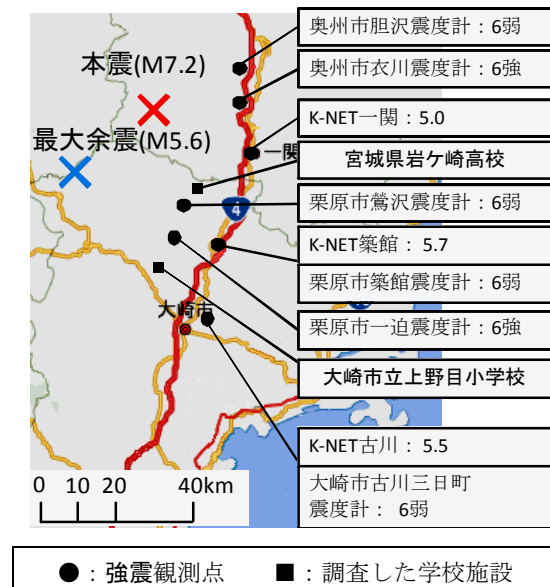 奥州市胆沢震度計：6弱
本震(M7.2)
奥州市衣川震度計：6強
K-NET一関：5.0
最大余震(M5.6)
一関
宮城県岩ケ崎高校
栗原市鶯沢震度計：6弱
4
K-NET築館：5.7
栗原市築館震度計：6弱
栗原市一迫震度計：6強
大崎市
大崎市立上野目小学校
K-NET古川：5.5
大崎市古川三日町
震度計： 6弱
0 10 20 40km
●：強震観測点 ■：調査した学校施設